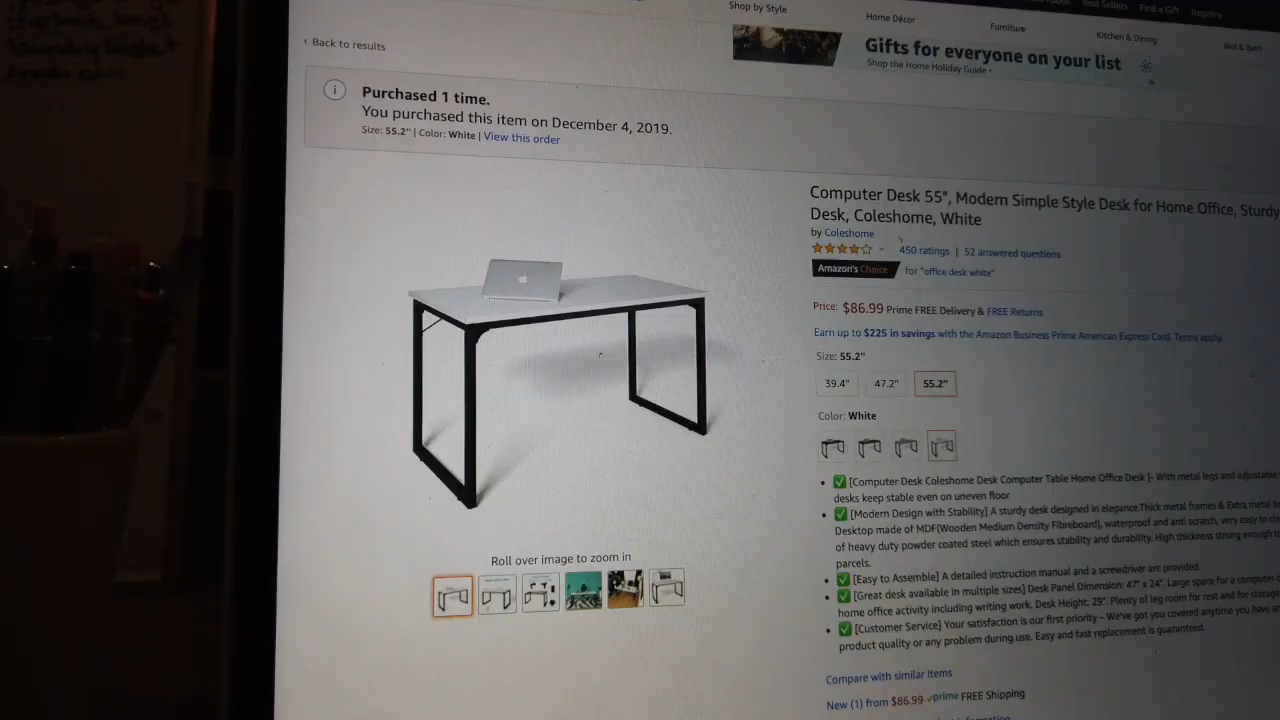 Shop by Style
Best Sellers
Find a Gift
Registry
Home Décor
Furniture
Kitchen & Dining
Bed & Bath
‹ Back to results
Gifts for everyone on your list
Shop the Home Holiday Guide ›
Purchased 1 time.
You purchased this item on December 4, 2019.
Size: 55.2" | Color: White | View this order
Computer Desk 55", Modern Simple Style Desk for Home Office, Sturdy
Desk, Coleshome, White
by Coleshome
450 ratings | 52 answered questions
Amazon's Choice for "office desk white"
Price: $86.99 Prime FREE Delivery & FREE Returns
Earn up to $225 in savings with the Amazon Business Prime American Express Card. Terms apply.
Size: 55.2"
39.4" 47.2" 55.2"
Color: White
• ✅ [Computer Desk Coleshome Desk Computer Table Home Office Desk ]- With metal legs and adjustable
desks keep stable even on uneven floor
• ✅ [Modern Design with Stability] A sturdy desk designed in elegance.Thick metal frames & Extra metal
Desktop made of MDF(Wooden Medium Density Fibreboard), waterproof and anti scratch, very easy to
of heavy duty powder coated steel which ensures stability and durability. High thickness strong enough
parcels.
• ✅ [Easy to Assemble] A detailed instruction manual and a screwdriver are provided.
• ✅ [Great desk available in multiple sizes] Desk Panel Dimension: 47" x 24". Large space for a computer
home office activity including writing work. Desk Height: 29". Plenty of leg room for rest and for
• ✅ [Customer Service] Your satisfaction is our first priority – We've got you covered anytime you have
product quality or any problem during use. Easy and fast replacement is guaranteed.
Roll over image to zoom in
Compare with similar items
New (1) from $86.99 prime FREE Shipping